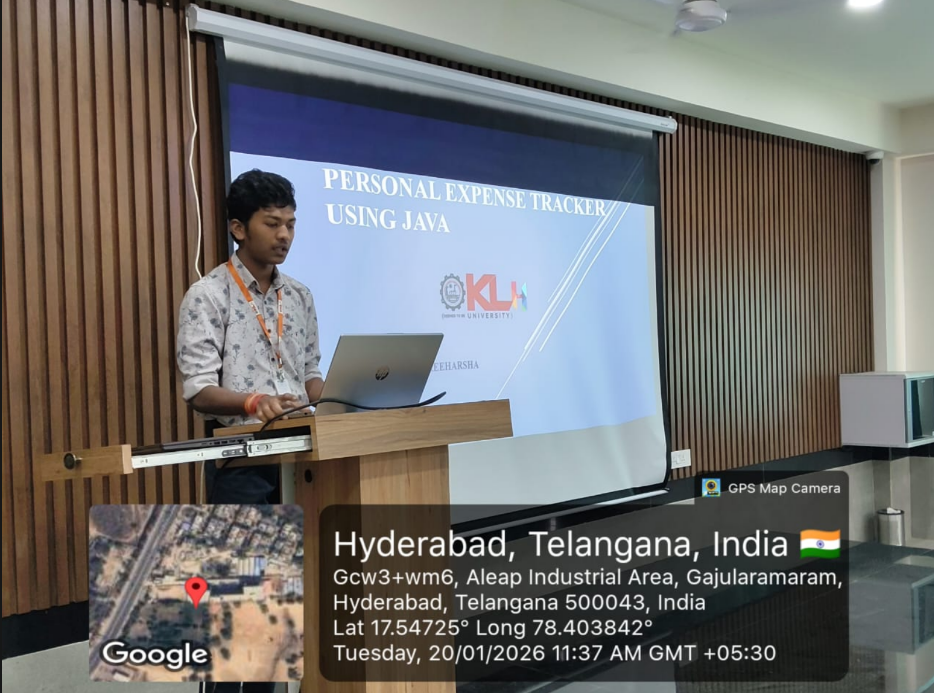 PERSONAL EXPENSE TRACKER
USING JAVA
KLH
UNIVERSITY)
EEHARSHA
hp
GPS Map Camera
Hyderabad, Telangana, India
Gcw3+wm6, Aleap Industrial Area, Gajularamaram,
Hyderabad, Telangana 500043, India
Lat 17.54725° Long 78.403842°
Tuesday, 20/01/2026 11:37 AM GMT +05:30
Google